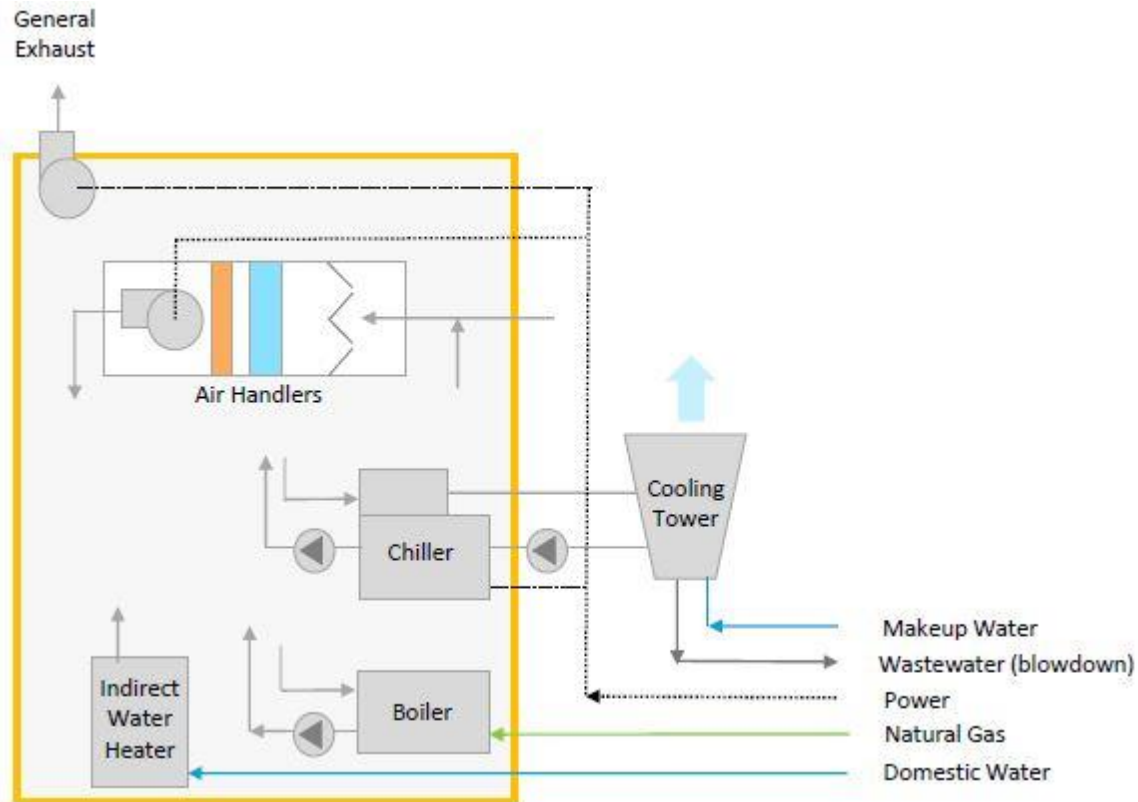 General
Exhaust
Air Handlers
Cooling
Tower
Chiller
Makeup Water
Wastewater (blowdown)
Indirect
Water
Heater
Boiler
Power
Natural Gas
Domestic Water